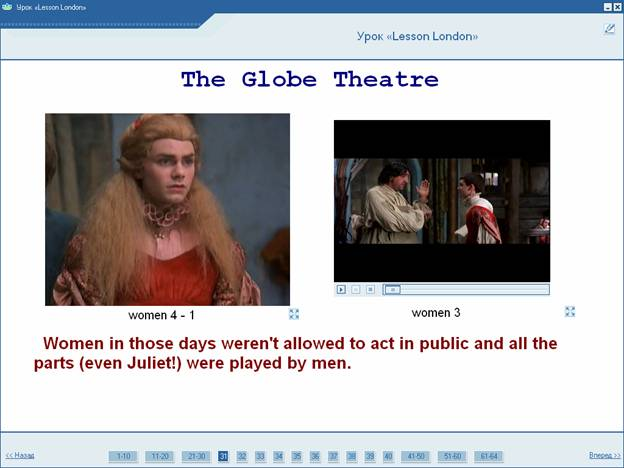 Урок «Lesson London»
Урок «Lesson London»
The Globe Theatre
women 4 - 1
women 3
Women in those days weren't allowed to act in public and all the
parts (even Juliet!) were played by men.
<< Назад 1-10 11-20 21-30 31 32 33 34 35 36 37 38 39 40 41-50 51-60 61-64 Вперед >>